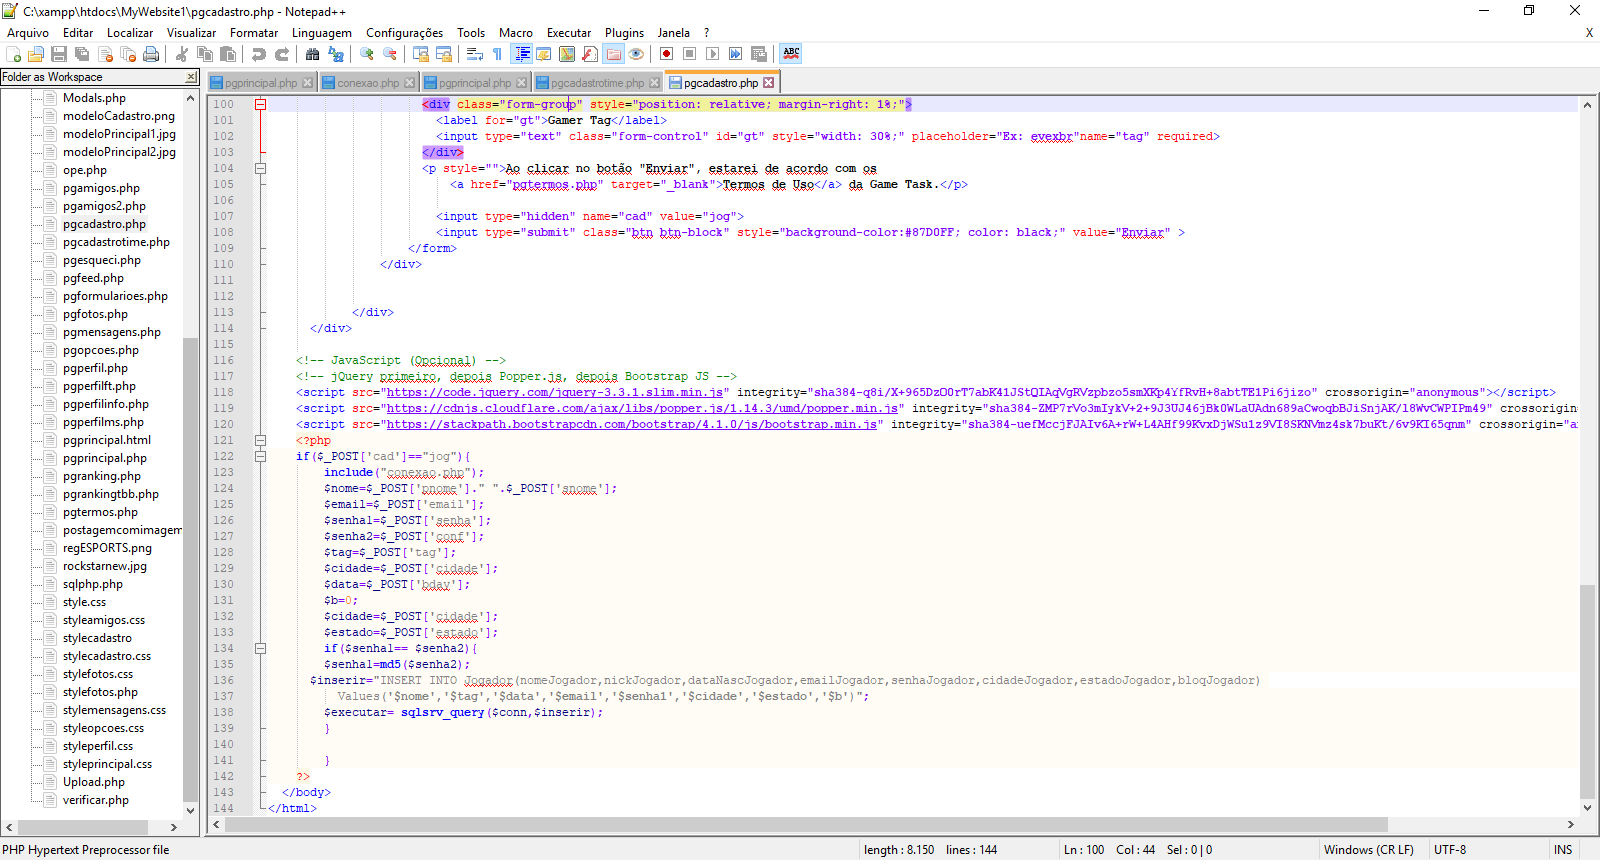 C:\xampp\htdocs\MyWebsite1\pgcadastro.php - Notepad++
Arquivo Editar Localizar Visualizar Formatar Linguagem Configurações Tools Macro Executar Plugins Janela ? X
Folder as Workspace
pgprincipal.php conexao.php pgprincipal.php pgcadastrotime.php pgcadastro.php
Modals.php
modeloCadastro.png
modeloPrincipal1.jpg
modeloPrincipal2.jpg
ope.php
pgamigos.php
pgamigos2.php
pgcadastro.php
pgcadastrotime.php
pgesqueci.php
pgfeed.php
pgformularioes.php
pgfotos.php
pgmensagens.php
pgopcoes.php
pgperfil.php
pgperfilft.php
pgperfilinfo.php
pgperfilms.php
pgprincipal.html
pgprincipal.php
pgranking.php
pgrankingtbb.php
pgtermos.php
postagemcomimagem
regESPORTS.png
rockstarnew.jpg
sqlphp.php
style.css
styleamigos.css
stylecadastro
stylecadastro.css
stylefotos.css
stylefotos.php
stylemensagens.css
styleopcoes.css
styleperfil.css
styleprincipal.css
Upload.php
verificar.php
100 <div class="form-group" style="position: relative; margin-right: 1%;">
101 <label for="gt">Gamer Tag</label>
102 <input type="text" class="form-control" id="gt" style="width: 30%;" placeholder="Ex: evexbr"name="tag" required>
103 </div>
104 <p style="">Ao clicar no botão "Enviar", estarei de acordo com os
105 <a href="pgtermos.php" target="_blank">Termos de Uso</a> da Game Task.</p>
106
107 <input type="hidden" name="cad" value="jog">
108 <input type="submit" class="btn btn-block" style="background-color:#87D0FF; color: black;" value="Enviar" >
109 </form>
110 </div>
111
112
113 </div>
114 </div>
115
116 <!-- JavaScript (Opcional) -->
117 <!-- jQuery primeiro, depois Popper.js, depois Bootstrap JS -->
118 <script src="https://code.jquery.com/jquery-3.3.1.slim.min.js" integrity="sha384-q8i/X+965DzO0rT7abK41JStQIAqVgRVzpbzo5smXKp4YfRvH+8abtTE1Pi6jizo" crossorigin="anonymous"></script>
119 <script src="https://cdnjs.cloudflare.com/ajax/libs/popper.js/1.14.3/umd/popper.min.js" integrity="sha384-ZMP7rVo3mIykV+2+9J3UJ46jBk0WLaUAdn689aCwoqbBJiSnjAK/l8WvCWPIPm49" crossorigin=
120 <script src="https://stackpath.bootstrapcdn.com/bootstrap/4.1.0/js/bootstrap.min.js" integrity="sha384-uefMccjFJAIv6A+rW+L4AHf99KvxDjWSu1z9VI8SKNVmz4sk7buKt/6v9KI65qnm" crossorigin="a
121 <?php
122 if($_POST['cad']=="jog"){
123 include("conexao.php");
124 $nome=$_POST['pnome']." ".$_POST['snome'];
125 $email=$_POST['email'];
126 $senha1=$_POST['senha'];
127 $senha2=$_POST['conf'];
128 $tag=$_POST['tag'];
129 $cidade=$_POST['cidade'];
130 $data=$_POST['bday'];
131 $b=0;
132 $cidade=$_POST['cidade'];
133 $estado=$_POST['estado'];
134 if($senha1== $senha2){
135 $senha1=md5($senha2);
136 $inserir="INSERT INTO Jogador(nomeJogador,nickJogador,dataNascJogador,emailJogador,senhaJogador,cidadeJogador,estadoJogador,bloqJogador)
137 Values('$nome','$tag','$data','$email','$senha1','$cidade','$estado','$b')";
138 $executar= sqlsrv_query($conn,$inserir);
139 }
140
141 }
142 ?>
143 </body>
144 </html>
PHP Hypertext Preprocessor file length : 8.150 lines : 144 Ln : 100 Col : 44 Sel : 0 | 0 Windows (CR LF) UTF-8 INS